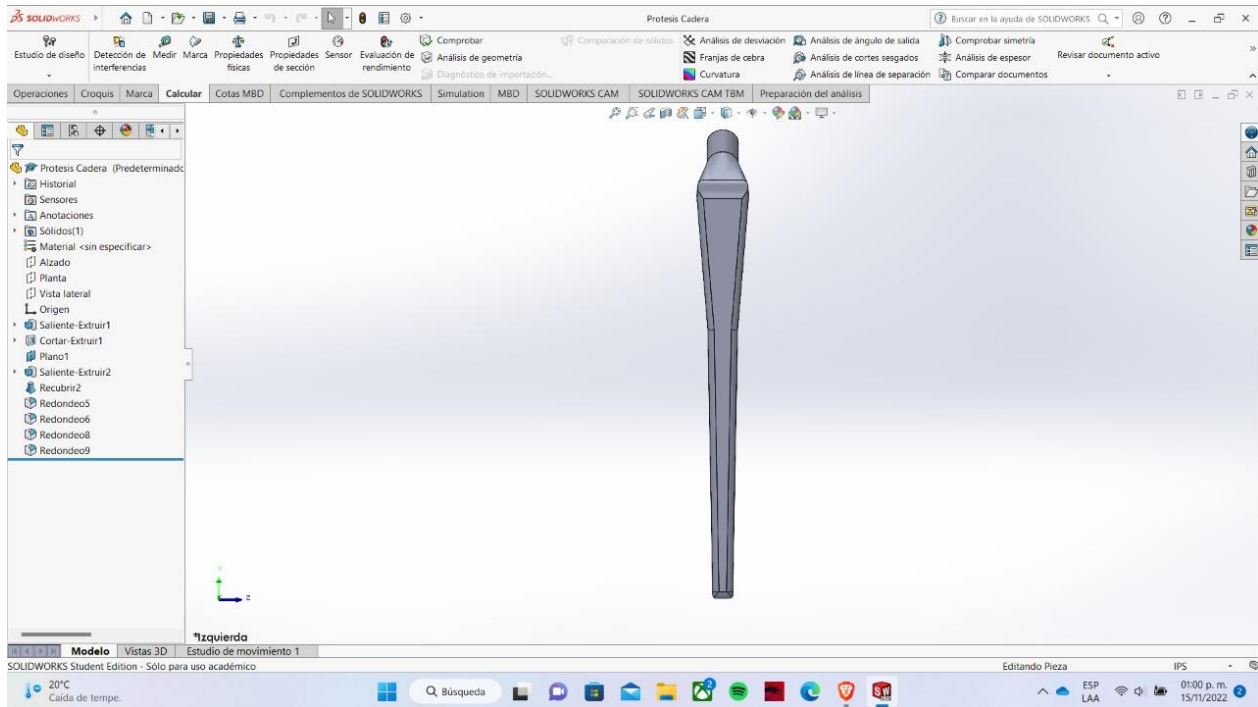 SOLIDWORKS
Protesis Cadera
Buscar en la ayuda de SOLIDWORKS
Estudio de diseño
Detección de interferencias
Medir
Marca
Propiedades físicas
Propiedades de sección
Sensor
Evaluación de rendimiento
Comprobar
Análisis de geometría
Diagnóstico de importación...
Comparación de sólidos
Análisis de desviación
Franjas de cebra
Curvatura
Análisis de ángulo de salida
Análisis de cortes sesgados
Análisis de línea de separación
Comprobar simetría
Análisis de espesor
Comparar documentos
Revisar documento activo
Operaciones Croquis Marca Calcular Cotas MBD Complementos de SOLIDWORKS Simulation MBD SOLIDWORKS CAM SOLIDWORKS CAM TBM Preparación del análisis
Protesis Cadera (Predeterminado
Historial
Sensores
Anotaciones
Sólidos(1)
Material <sin especificar>
Alzado
Planta
Vista lateral
Origen
Saliente-Extruir1
Cortar-Extruir1
Plano1
Saliente-Extruir2
Recubrir2
Redondeo5
Redondeo6
Redondeo8
Redondeo9
Y
Z
*Izquierda
Modelo Vistas 3D Estudio de movimiento 1
SOLIDWORKS Student Edition - Sólo para uso académico
Editando Pieza
IPS
20°C
Caída de tempe.
Búsqueda
ESP
LAA
01:00 p. m.
15/11/2022
2